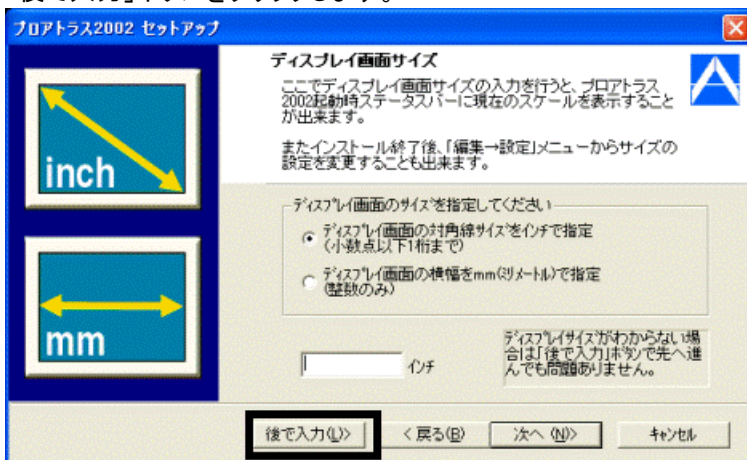 「後で入力」ボタンをクリックします。
プロアトラス2002 セットアップ
ディスプレイ画面サイズ
ここでディスプレイ画面サイズの入力を行うと、プロアトラス
2002起動時ステータスバーに現在のスケールを表示すること
が出来ます。
またインストール終了後、「編集→設定」メニューからサイズの
設定を変更することも出来ます。
inch
mm
ディスプレイ画面のサイズを指定してください
ディスプレイ画面の対角線サイズをインチで指定
(小数点以下1桁まで)
ディスプレイ画面の横幅をmm(ミリメートル)で指定
(整数のみ)
インチ
ディスプレイサイズがわからない場
合は「後で入力」ボタンで先へ進
んでも問題ありません。
後で入力(L)>
< 戻る(B)
次へ (N)>
キャンセル